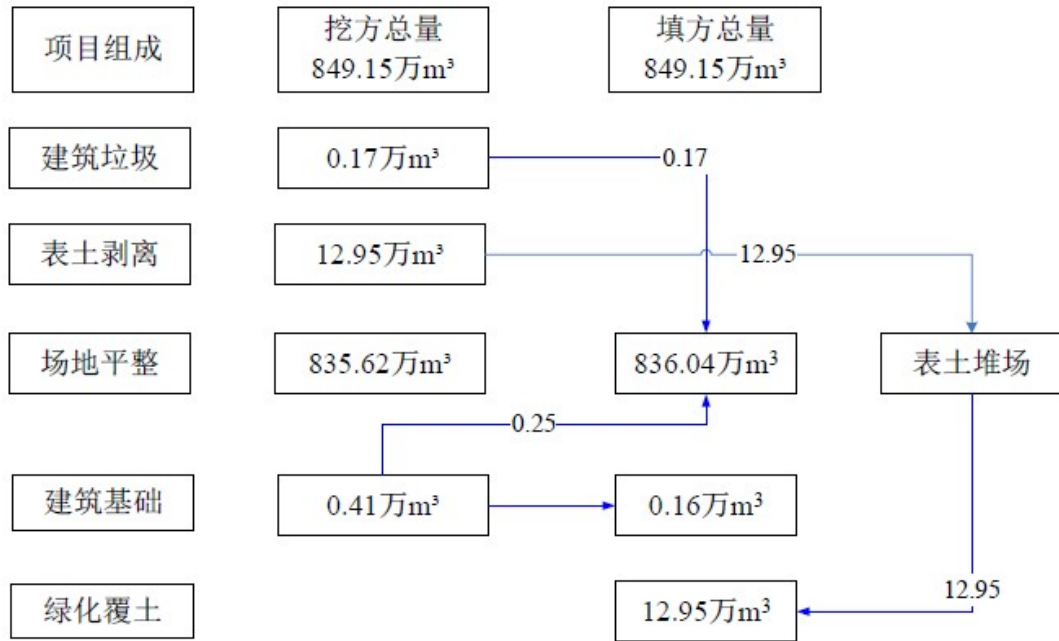 项目组成
挖方总量
849.15万m³
填方总量
849.15万m³
建筑垃圾
0.17万m³
0.17
表土剥离
12.95万m³
12.95
场地平整
835.62万m³
836.04万m³
表土堆场
0.25
建筑基础
0.41万m³
0.16万m³
绿化覆土
12.95万m³
12.95